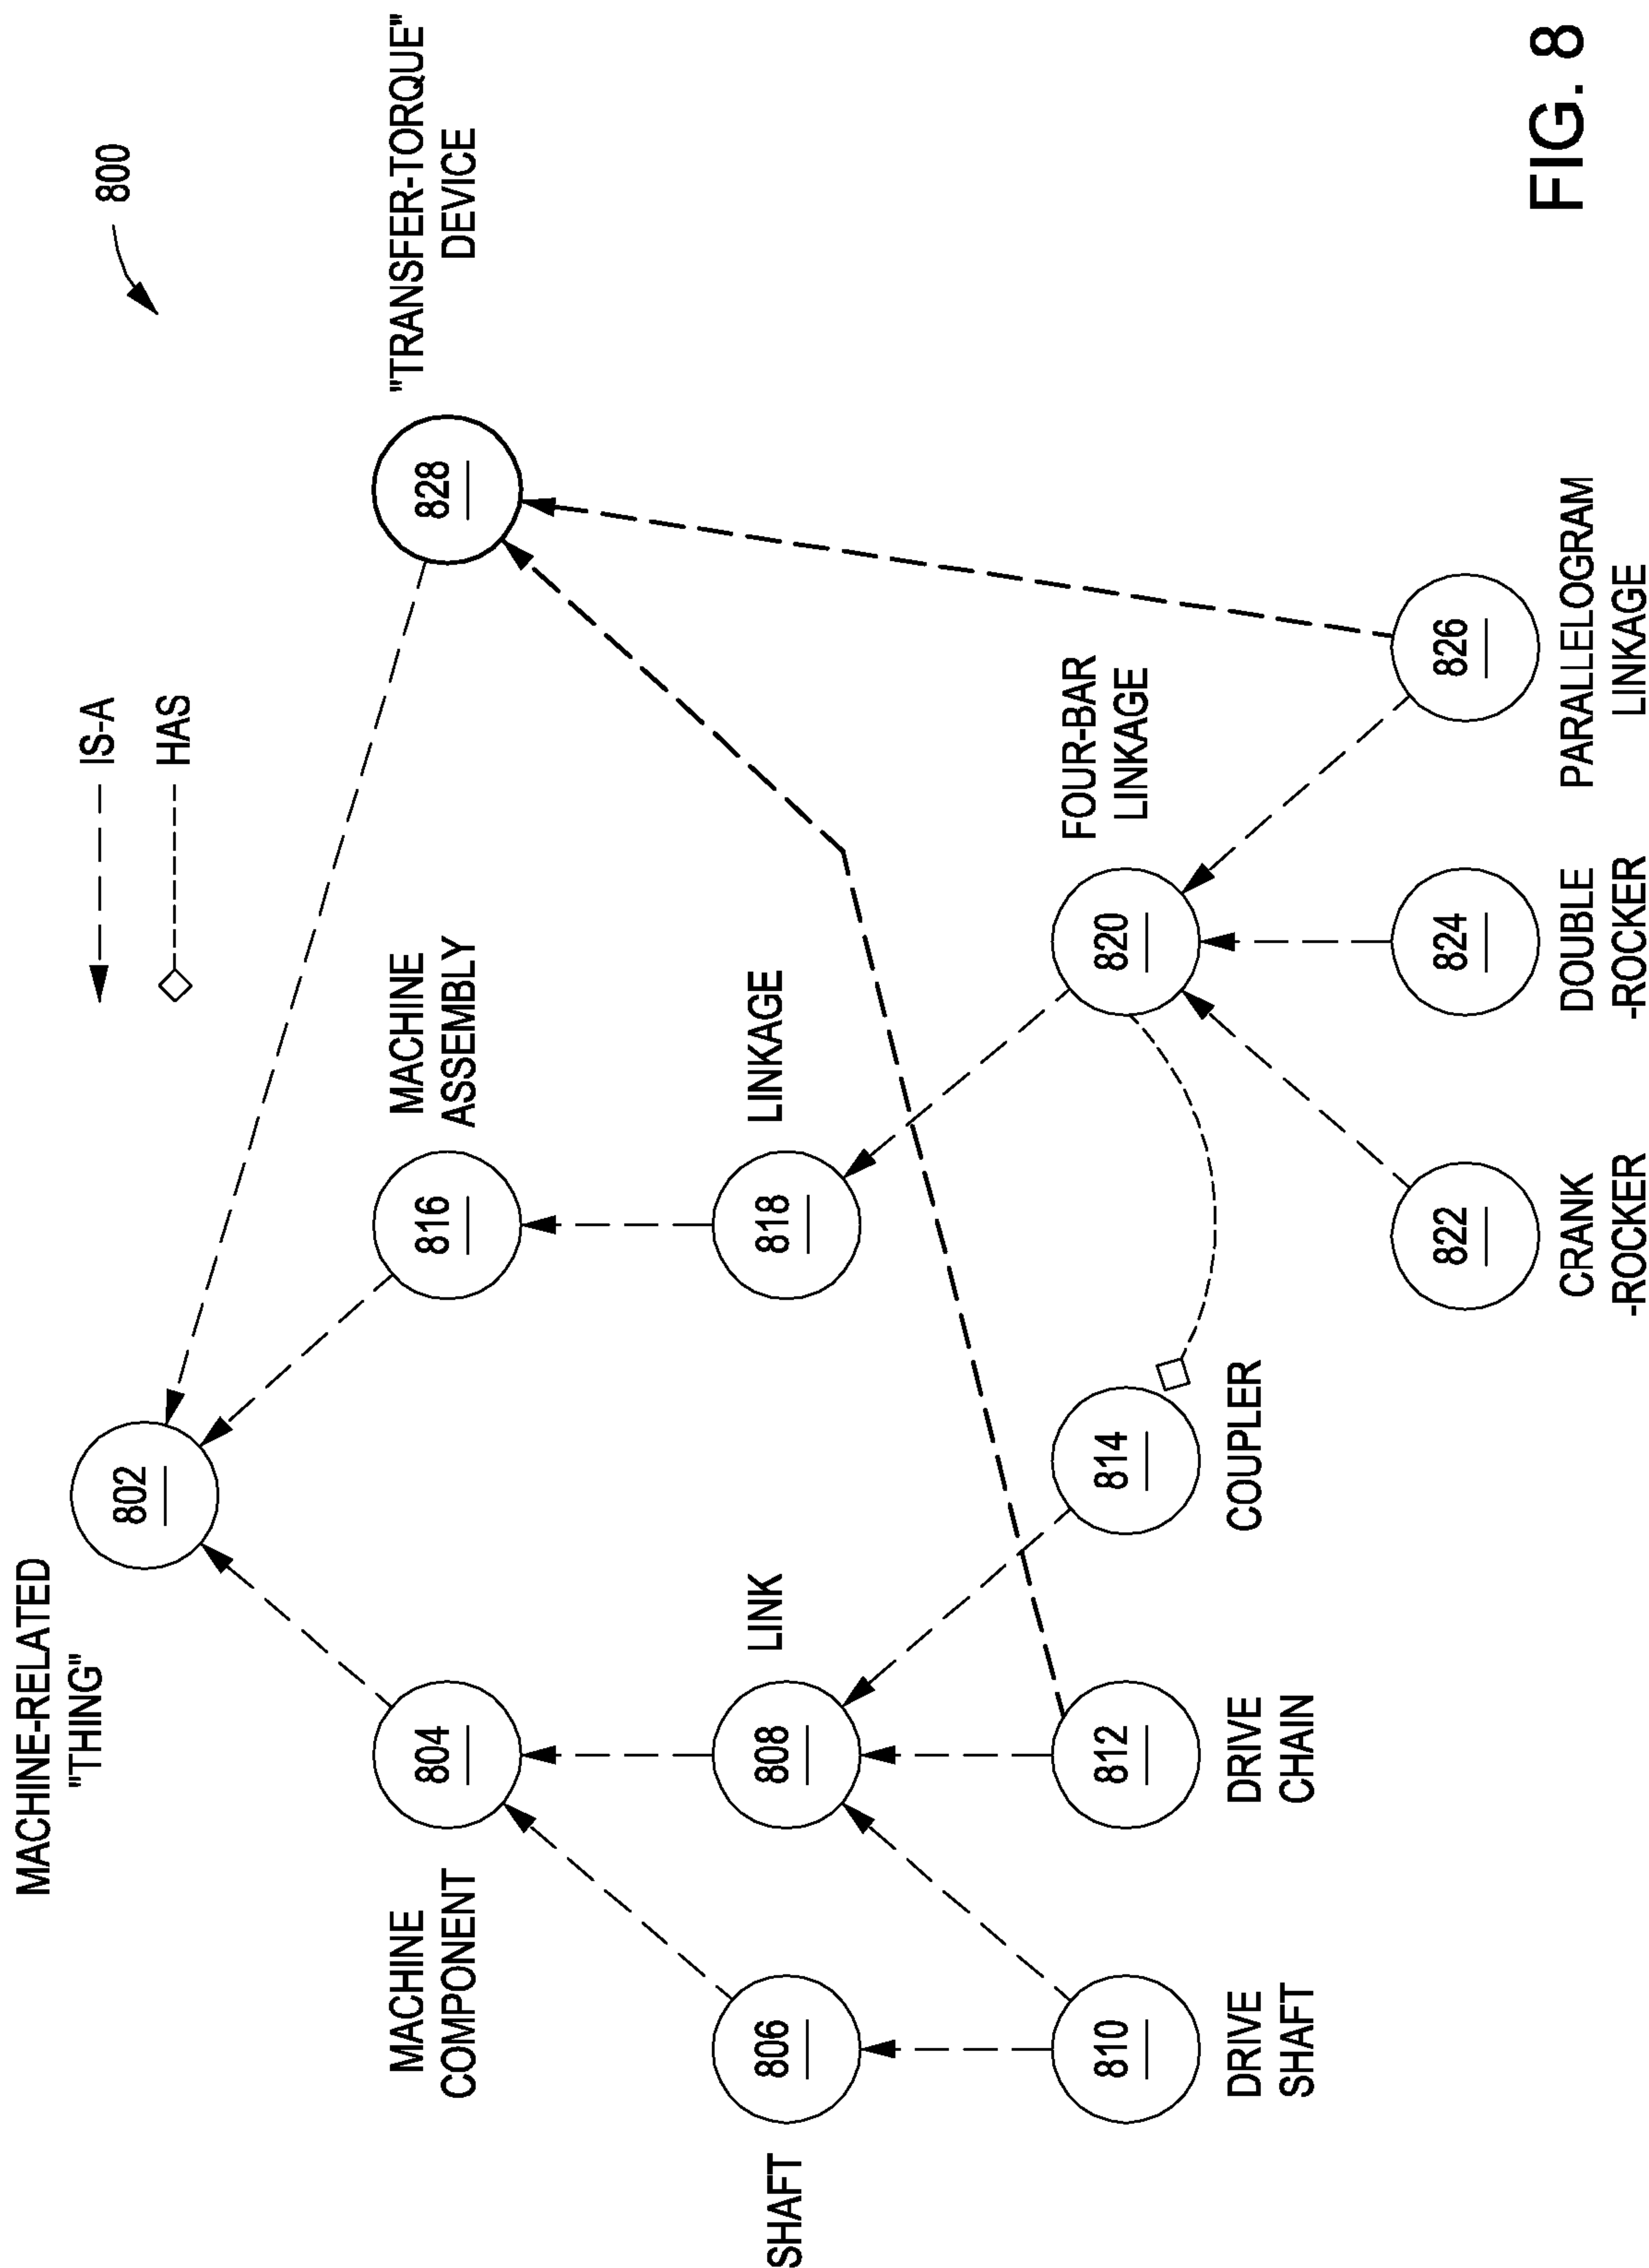 800
IS-A
HAS
MACHINE-RELATED
"THING"
802
MACHINE
COMPONENT
804
816
MACHINE
ASSEMBLY
828
"TRANSFER-TORQUE"
DEVICE
SHAFT
806
808
LINK
818
LINKAGE
810
DRIVE
SHAFT
812
DRIVE
CHAIN
814
COUPLER
820
FOUR-BAR
LINKAGE
822
CRANK
-ROCKER
824
DOUBLE
-ROCKER
826
PARALLELOGRAM
LINKAGE
FIG. 8